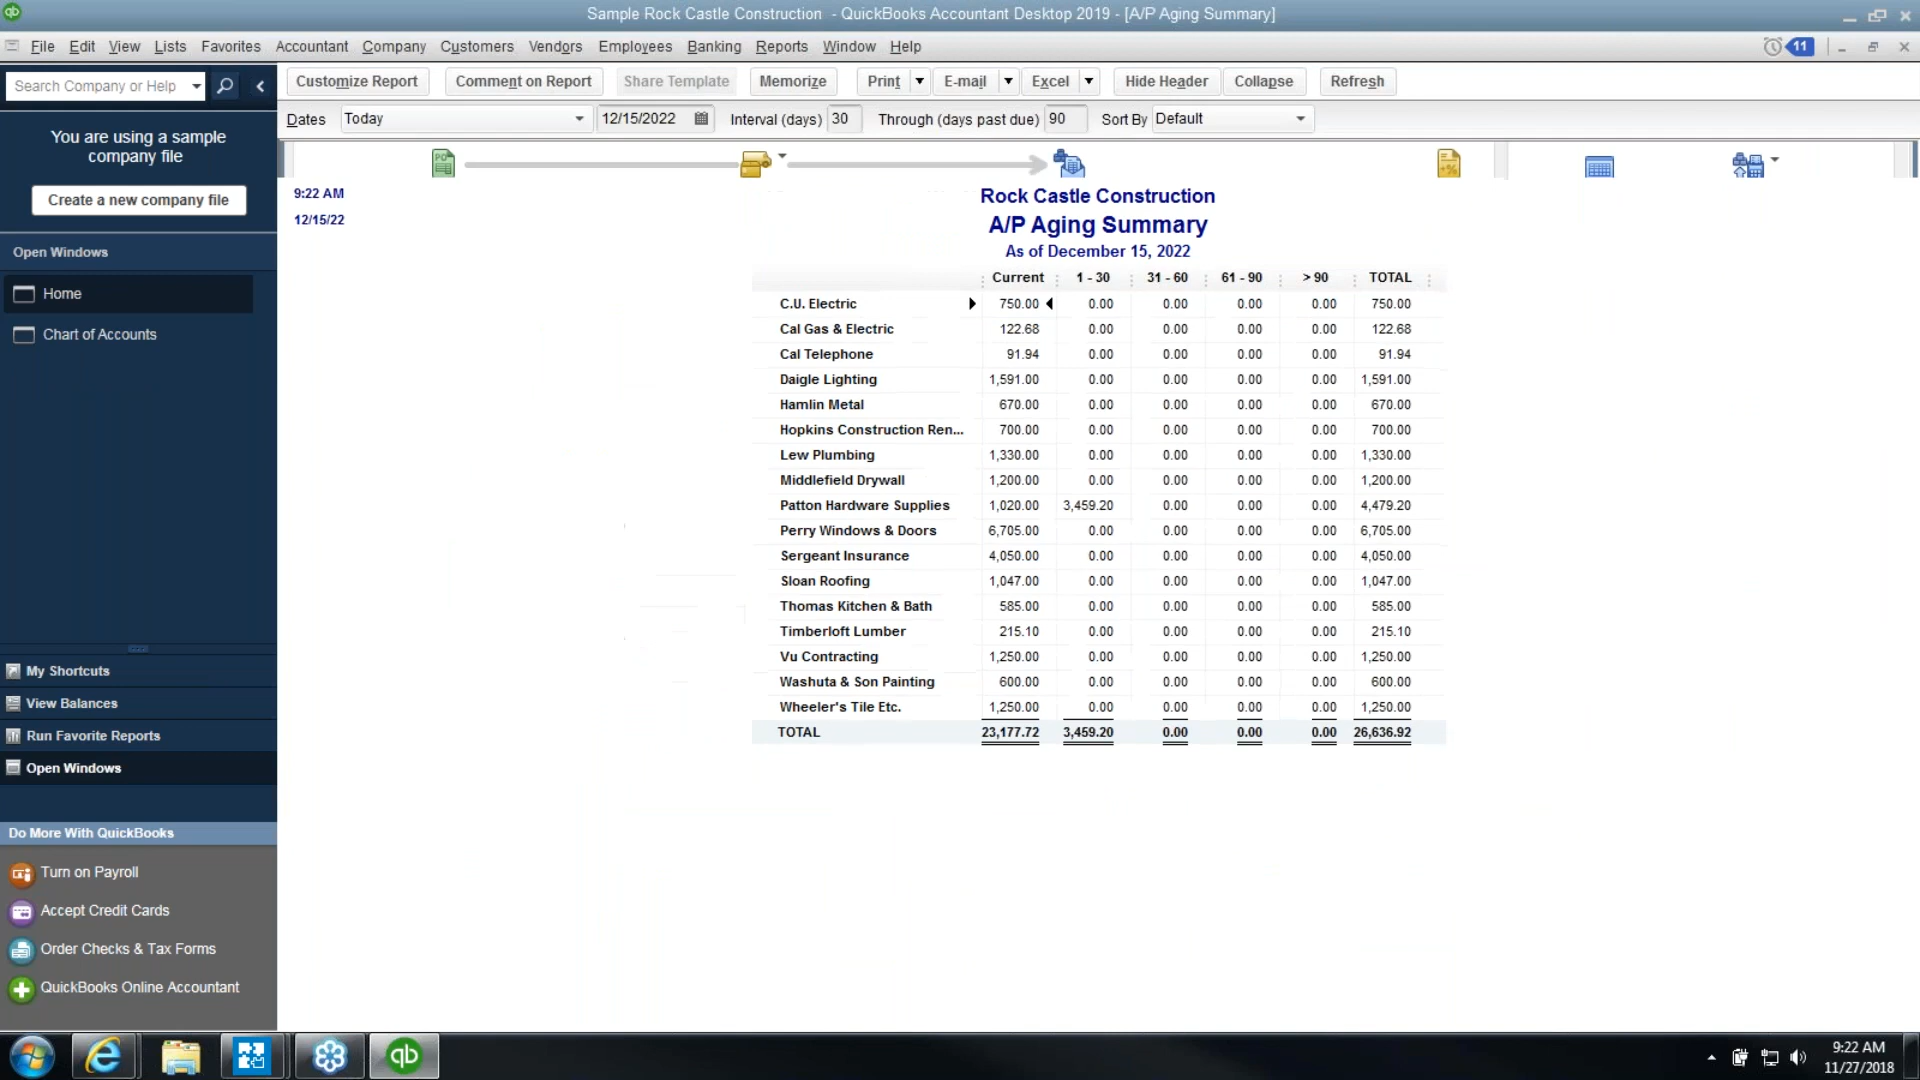 Sample Rock Castle Construction - QuickBooks Accountant Desktop 2019 - [A/P Aging Summary]
File Edit View Lists Favorites Accountant Company Customers Vendors Employees Banking Reports Window Help 11
Search Company or Help
Customize Report Comment on Report Share Template Memorize Print E-mail Excel Hide Header Collapse Refresh
Dates Today 12/15/2022 Interval (days) 30 Through (days past due) 90 Sort By Default
You are using a sample
company file
Create a new company file
Open Windows
Home
Chart of Accounts
My Shortcuts
View Balances
Run Favorite Reports
Open Windows
Do More With QuickBooks
Turn on Payroll
Accept Credit Cards
Order Checks & Tax Forms
QuickBooks Online Accountant
9:22 AM
12/15/22
Rock Castle Construction
A/P Aging Summary
As of December 15, 2022
Current 1 - 30 31 - 60 61 - 90 > 90 TOTAL
C.U. Electric 750.00 0.00 0.00 0.00 0.00 750.00
Cal Gas & Electric 122.68 0.00 0.00 0.00 0.00 122.68
Cal Telephone 91.94 0.00 0.00 0.00 0.00 91.94
Daigle Lighting 1,591.00 0.00 0.00 0.00 0.00 1,591.00
Hamlin Metal 670.00 0.00 0.00 0.00 0.00 670.00
Hopkins Construction Ren... 700.00 0.00 0.00 0.00 0.00 700.00
Lew Plumbing 1,330.00 0.00 0.00 0.00 0.00 1,330.00
Middlefield Drywall 1,200.00 0.00 0.00 0.00 0.00 1,200.00
Patton Hardware Supplies 1,020.00 3,459.20 0.00 0.00 0.00 4,479.20
Perry Windows & Doors 6,705.00 0.00 0.00 0.00 0.00 6,705.00
Sergeant Insurance 4,050.00 0.00 0.00 0.00 0.00 4,050.00
Sloan Roofing 1,047.00 0.00 0.00 0.00 0.00 1,047.00
Thomas Kitchen & Bath 585.00 0.00 0.00 0.00 0.00 585.00
Timberloft Lumber 215.10 0.00 0.00 0.00 0.00 215.10
Vu Contracting 1,250.00 0.00 0.00 0.00 0.00 1,250.00
Washuta & Son Painting 600.00 0.00 0.00 0.00 0.00 600.00
Wheeler's Tile Etc. 1,250.00 0.00 0.00 0.00 0.00 1,250.00
TOTAL 23,177.72 3,459.20 0.00 0.00 0.00 26,636.92
9:22 AM
11/27/2018